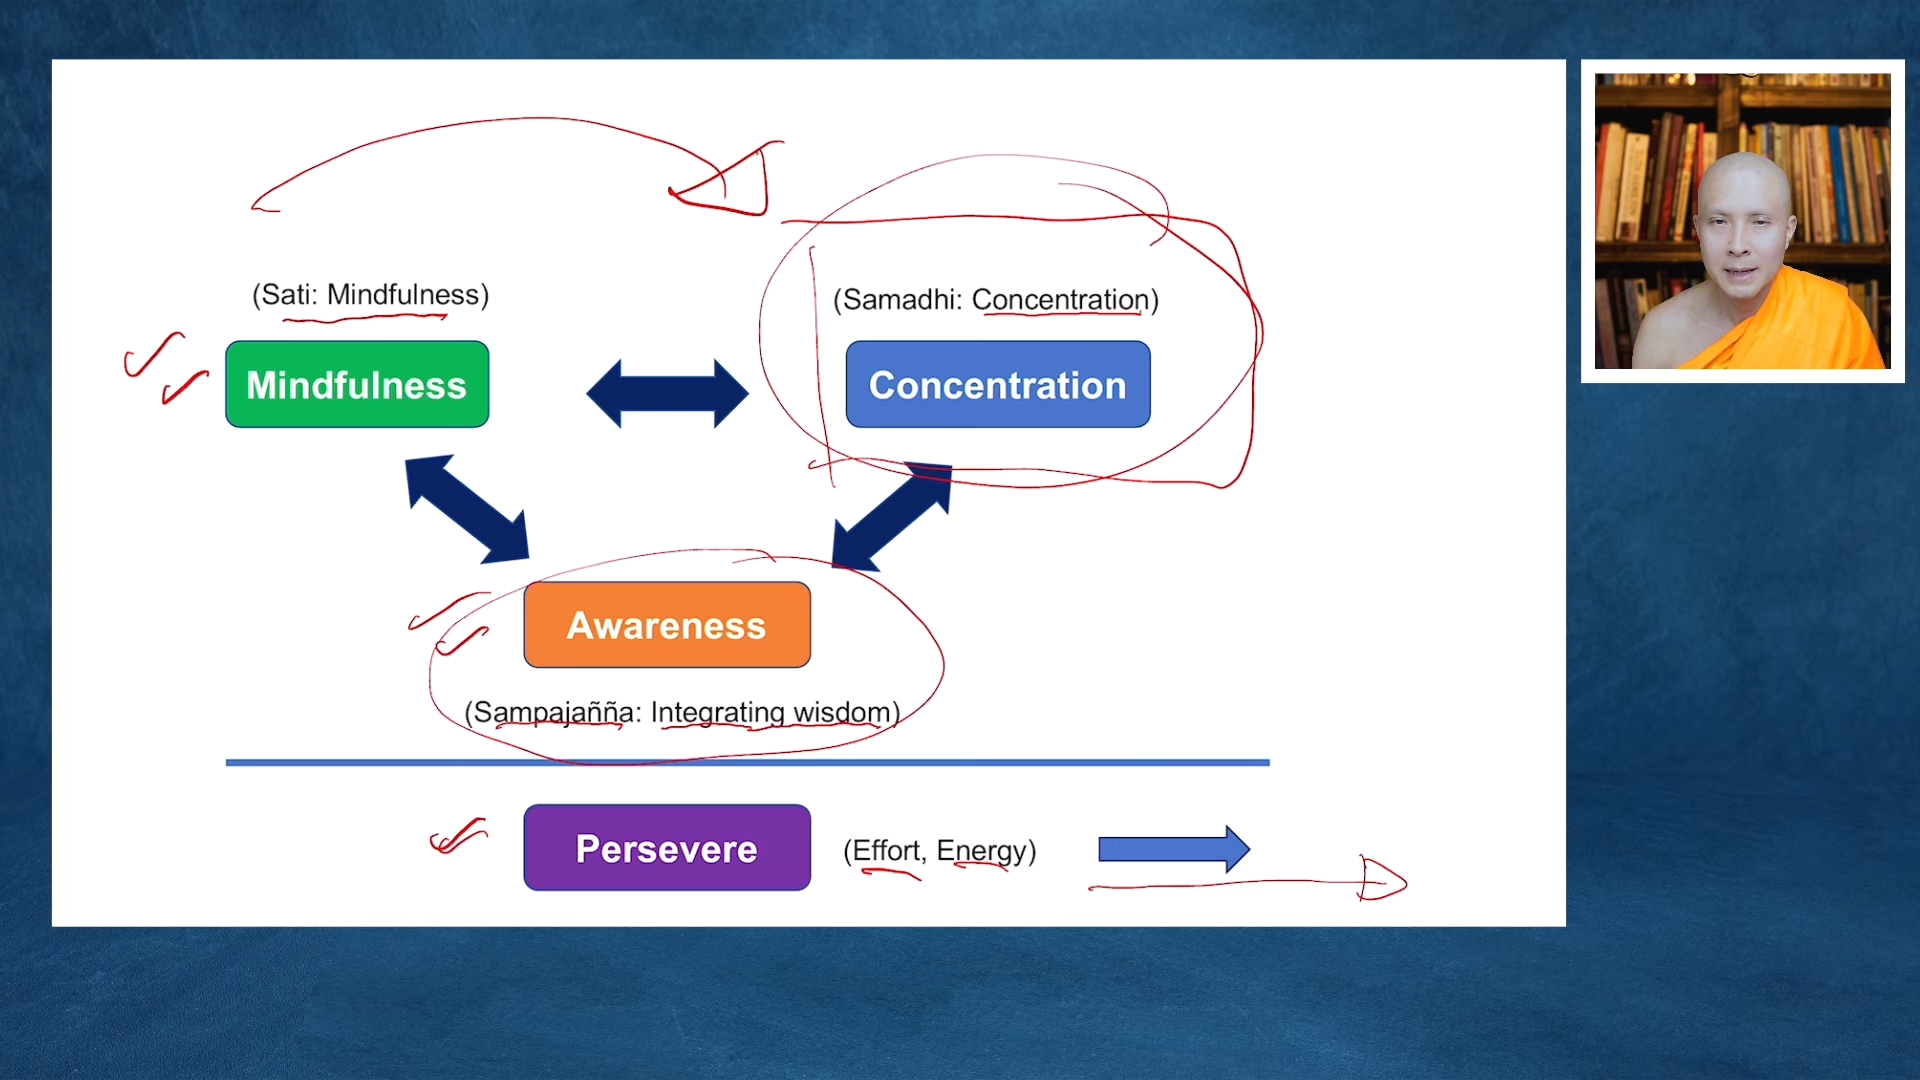 (Sati: Mindfulness)
(Samadhi: Concentration)
Mindfulness
Concentration
Awareness
(Sampajañña: Integrating wisdom)
Persevere
(Effort, Energy)